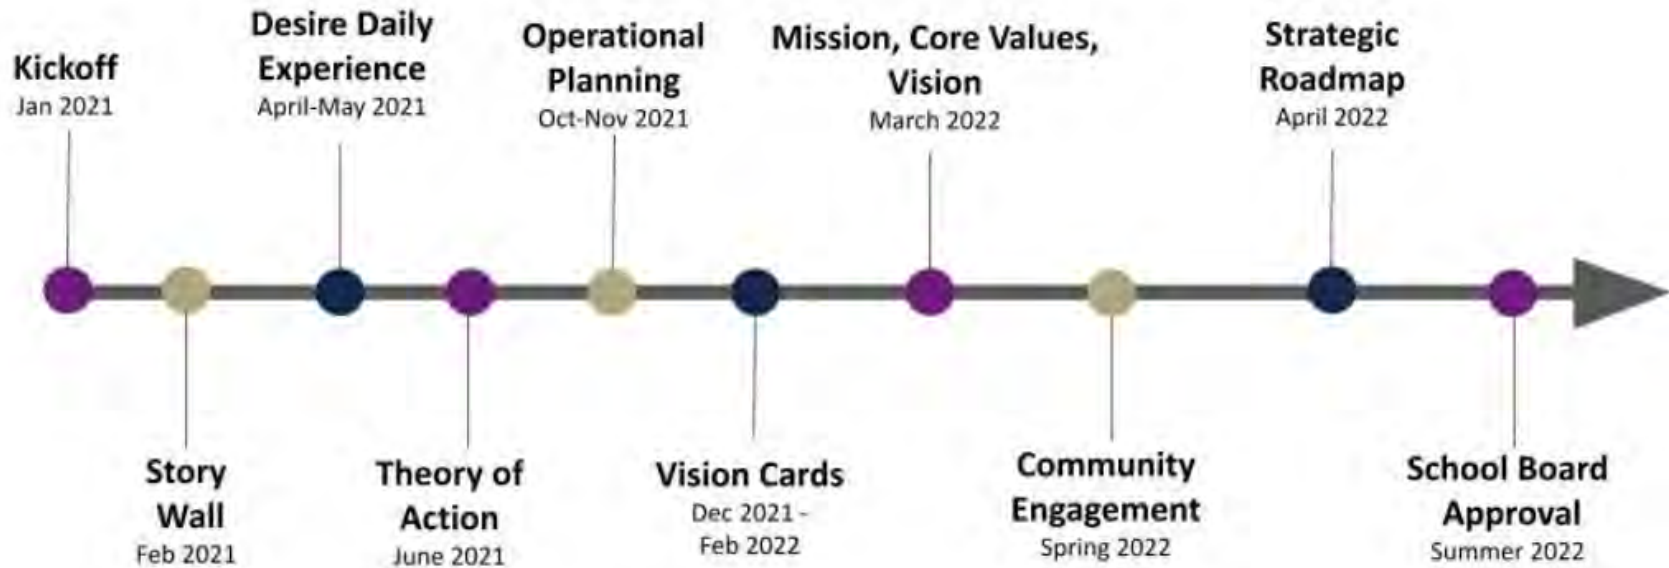 Kickoff
Jan 2021
Story
Wall
Feb 2021
Desire Daily
Experience
April-May 2021
Theory of
Action
June 2021
Operational
Planning
Oct-Nov 2021
Vision Cards
Dec 2021 -
Feb 2022
Mission, Core Values,
Vision
March 2022
Community
Engagement
Spring 2022
Strategic
Roadmap
April 2022
School Board
Approval
Summer 2022